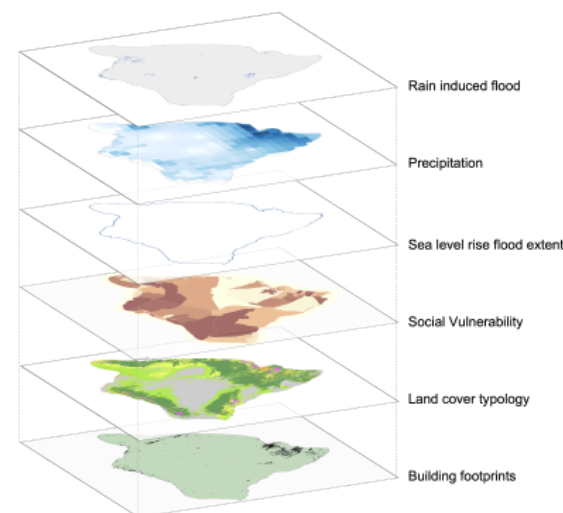 Rain induced flood
Precipitation
Sea level rise flood extent
Social Vulnerability
Land cover typology
Building footprints